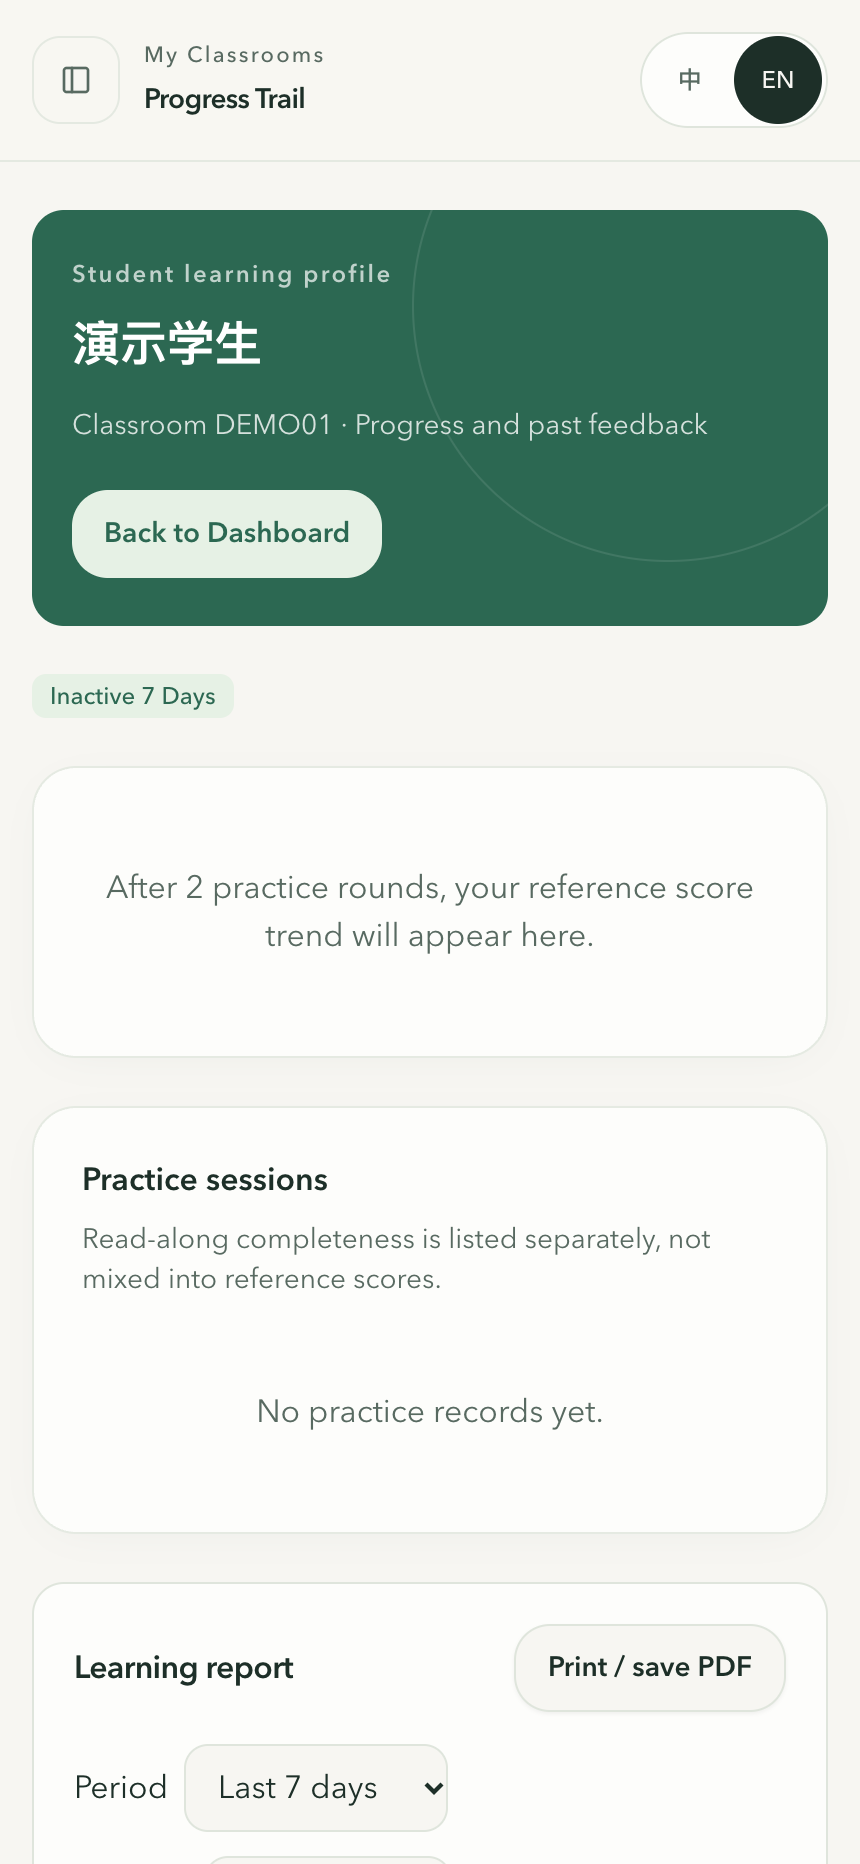 My Classrooms
Progress Trail
中
EN
Student learning profile
演示学生
Classroom DEMO01 · Progress and past feedback
Back to Dashboard
Inactive 7 Days
After 2 practice rounds, your reference score
trend will appear here.
Practice sessions
Read-along completeness is listed separately, not
mixed into reference scores.
No practice records yet.
Learning report
Print / save PDF
Period
Last 7 days